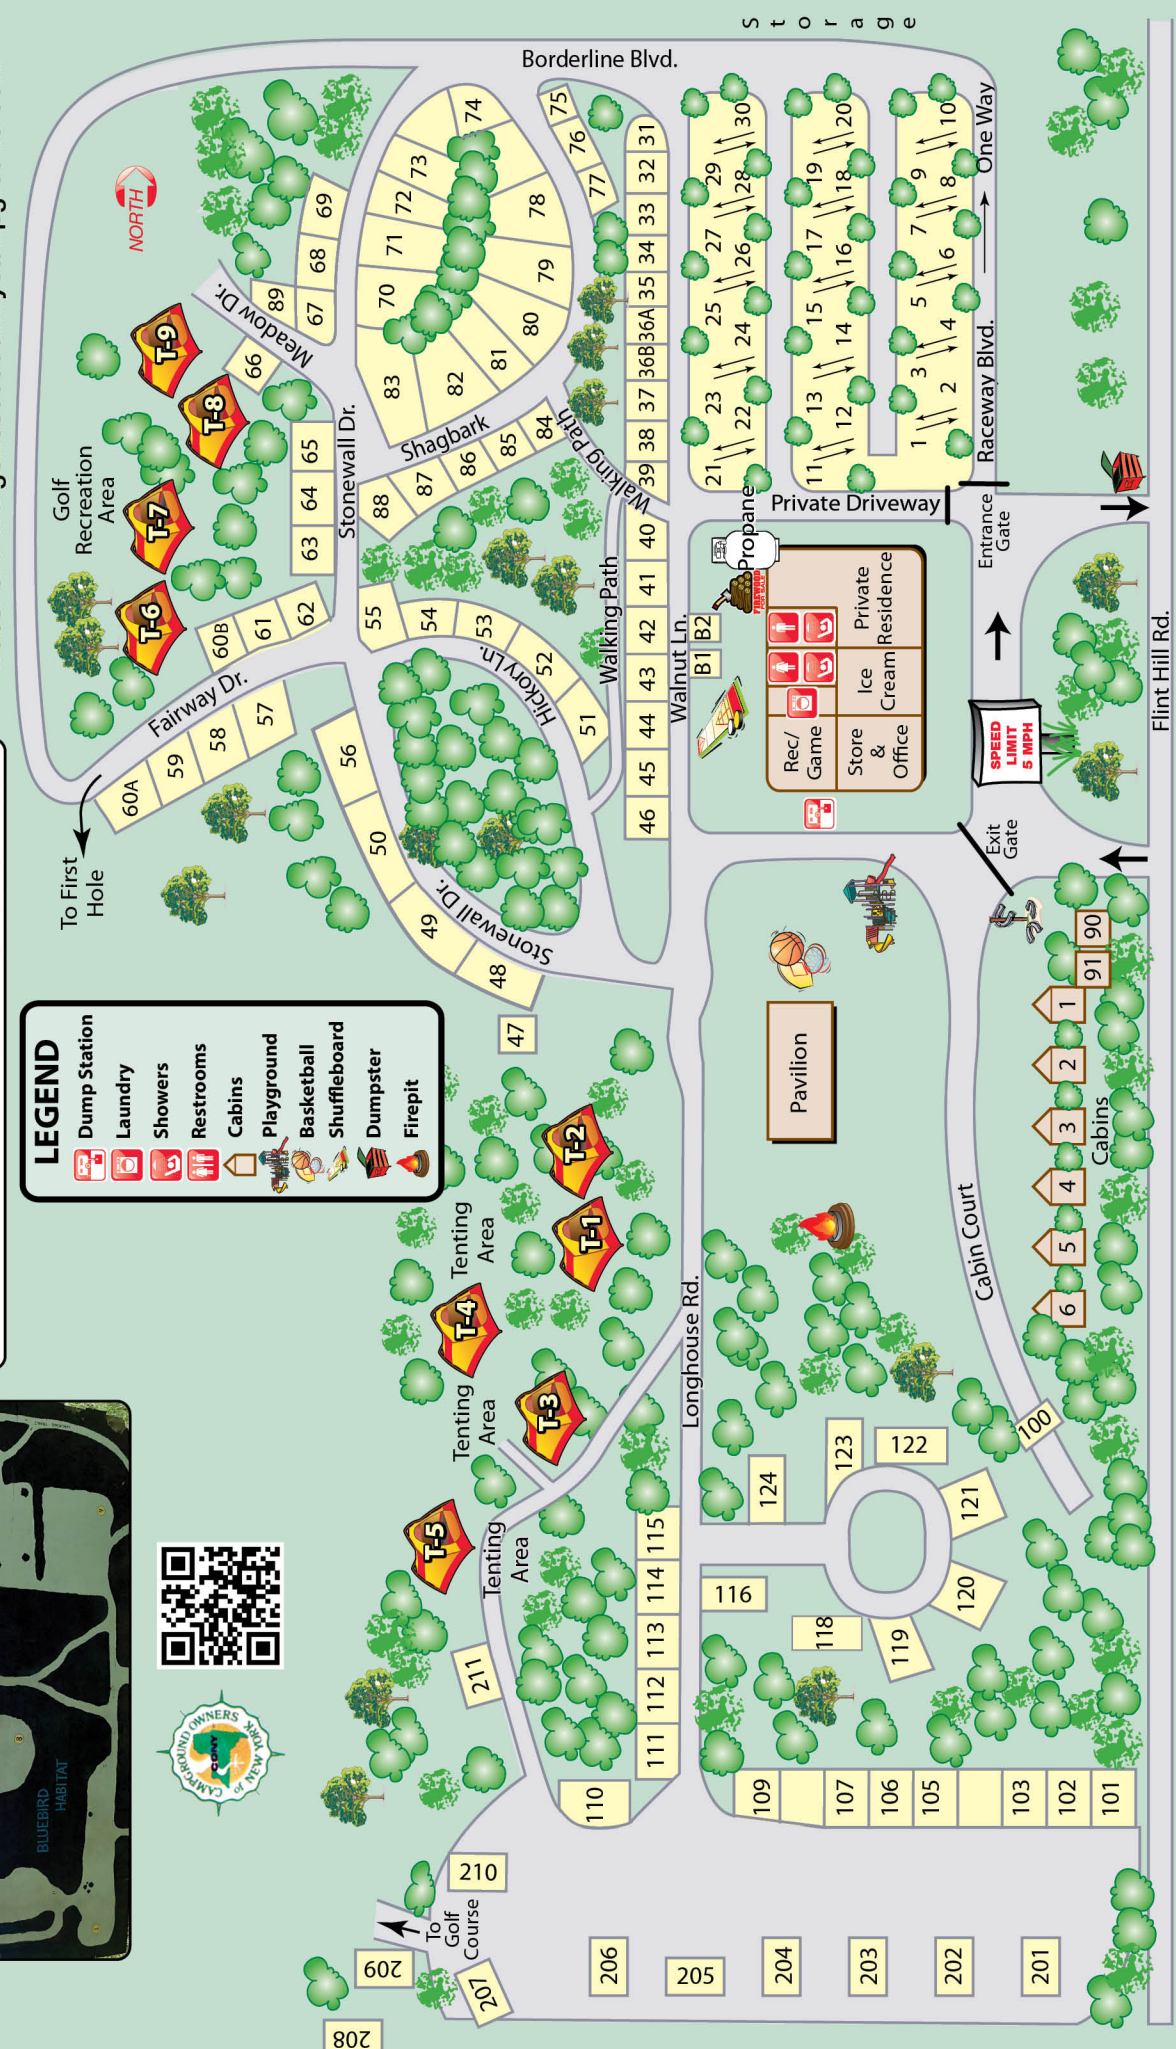 Storage
Borderline Blvd.
NORTH
Golf
Recreation
Area
T-9
T-8
T-7
T-6
Meadow Dr.
Stonewall Dr.
Shagbark
Walking Path
Walking Path
Fairway Dr.
Hickory Ln.
Walnut Ln.
Stonewall Dr.
To First
Hole
74
73
72
71
70
83
82
81
80
79
78
75
76
77
69
68
67
89
66
65
64
63
62
61
60B
57
58
59
60A
88
87
86
85
84
55
54
53
52
51
56
50
49
48
47
31
32
33
34
35
36A
36B
37
38
39
40
41
42
43
44
45
46
B1
B2
30
29
28
27
26
25
24
23
22
21
20
19
18
17
16
15
14
13
12
11
10
9
8
7
6
5
4
3
2
1
One Way
Raceway Blvd.
Private Driveway
Propane
FIREWOOD
FOR SALE
Entrance
Gate
Private
Residence
Ice
Cream
Rec/
Game
Store
&
Office
SPEED
LIMIT
5 MPH
Exit
Gate
Flint Hill Rd.
LEGEND
Dump Station
Laundry
Showers
Restrooms
Cabins
Playground
Basketball
Shuffleboard
Dumpster
Firepit
Pavilion
90
91
1
2
3
4
5
6
Cabins
Cabin Court
100
Longhouse Rd.
T-2
T-1
Tenting
Area
T-4
T-3
Tenting
Area
T-5
Tenting
Area
115
114
113
112
111
110
124
123
122
121
120
119
118
116
109
107
106
105
103
102
101
211
210
209
208
207
206
205
204
203
202
201
To
Golf
Course
CAMPGROUND OWNERS
OF NEW YORK
CONY
BLUEBIRD
HABITAT